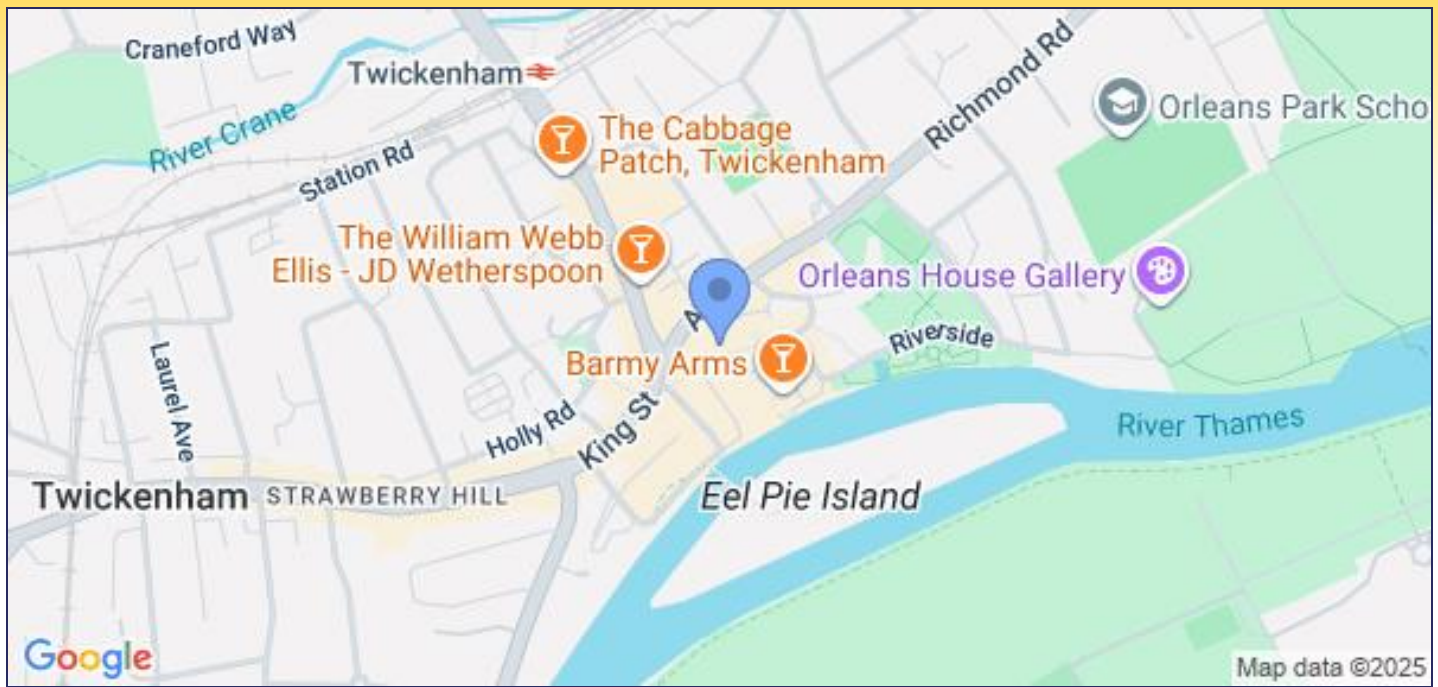 Craneford Way
Twickenham
River Crane
Station Rd
The Cabbage
Patch, Twickenham
Richmond Rd
Orleans Park Scho
The William Webb
Ellis - JD Wetherspoon
Orleans House Gallery
A
Barmy Arms
Riverside
Laurel Ave
Holly Rd
King St
River Thames
Twickenham
STRAWBERRY HILL
Eel Pie Island
Google
Map data ©2025